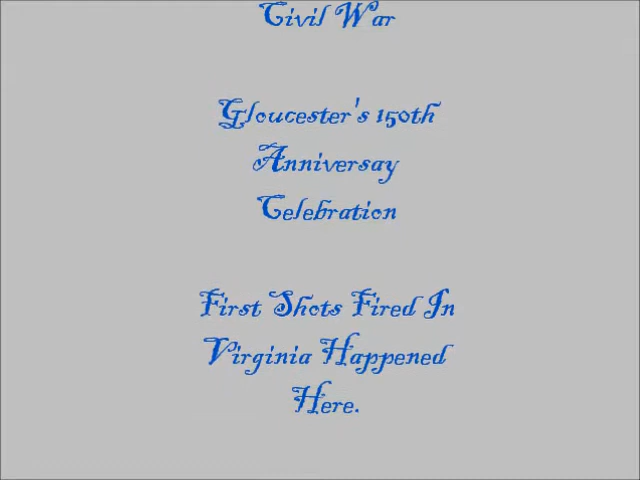 Civil War
Gloucester's 150th
Anniversay
Celebration
First Shots Fired In
Virginia Happened
Here.